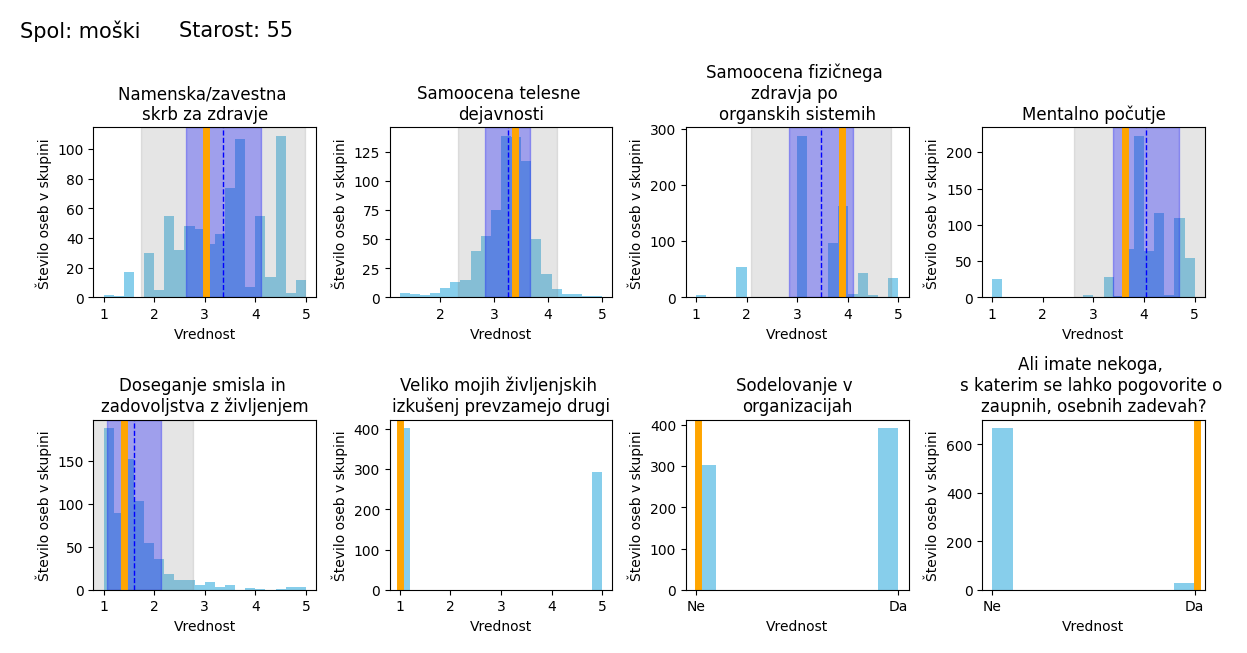 Spol: moški
Starost: 55
Namenska/zavestna
skrb za zdravje
Število oseb v skupini
100
80
60
40
20
0
1 2 3 4 5
Vrednost
Samoocena telesne
dejavnosti
Število oseb v skupini
125
100
75
50
25
0
2 3 4 5
Vrednost
Samoocena fizičnega
zdravja po
organskih sistemih
Število oseb v skupini
300
200
100
0
1 2 3 4 5
Vrednost
Mentalno počutje
Število oseb v skupini
200
150
100
50
0
1 2 3 4 5
Vrednost
Doseganje smisla in
zadovoljstva z življenjem
Število oseb v skupini
150
100
50
0
1 2 3 4 5
Vrednost
Veliko mojih življenjskih
izkušenj prevzamejo drugi
Število oseb v skupini
400
300
200
100
0
1 2 3 4 5
Vrednost
Sodelovanje v
organizacijah
Število oseb v skupini
400
300
200
100
0
Ne Da
Vrednost
Ali imate nekoga,
s katerim se lahko pogovorite o
zaupnih, osebnih zadevah?
Število oseb v skupini
600
400
200
0
Ne Da
Vrednost